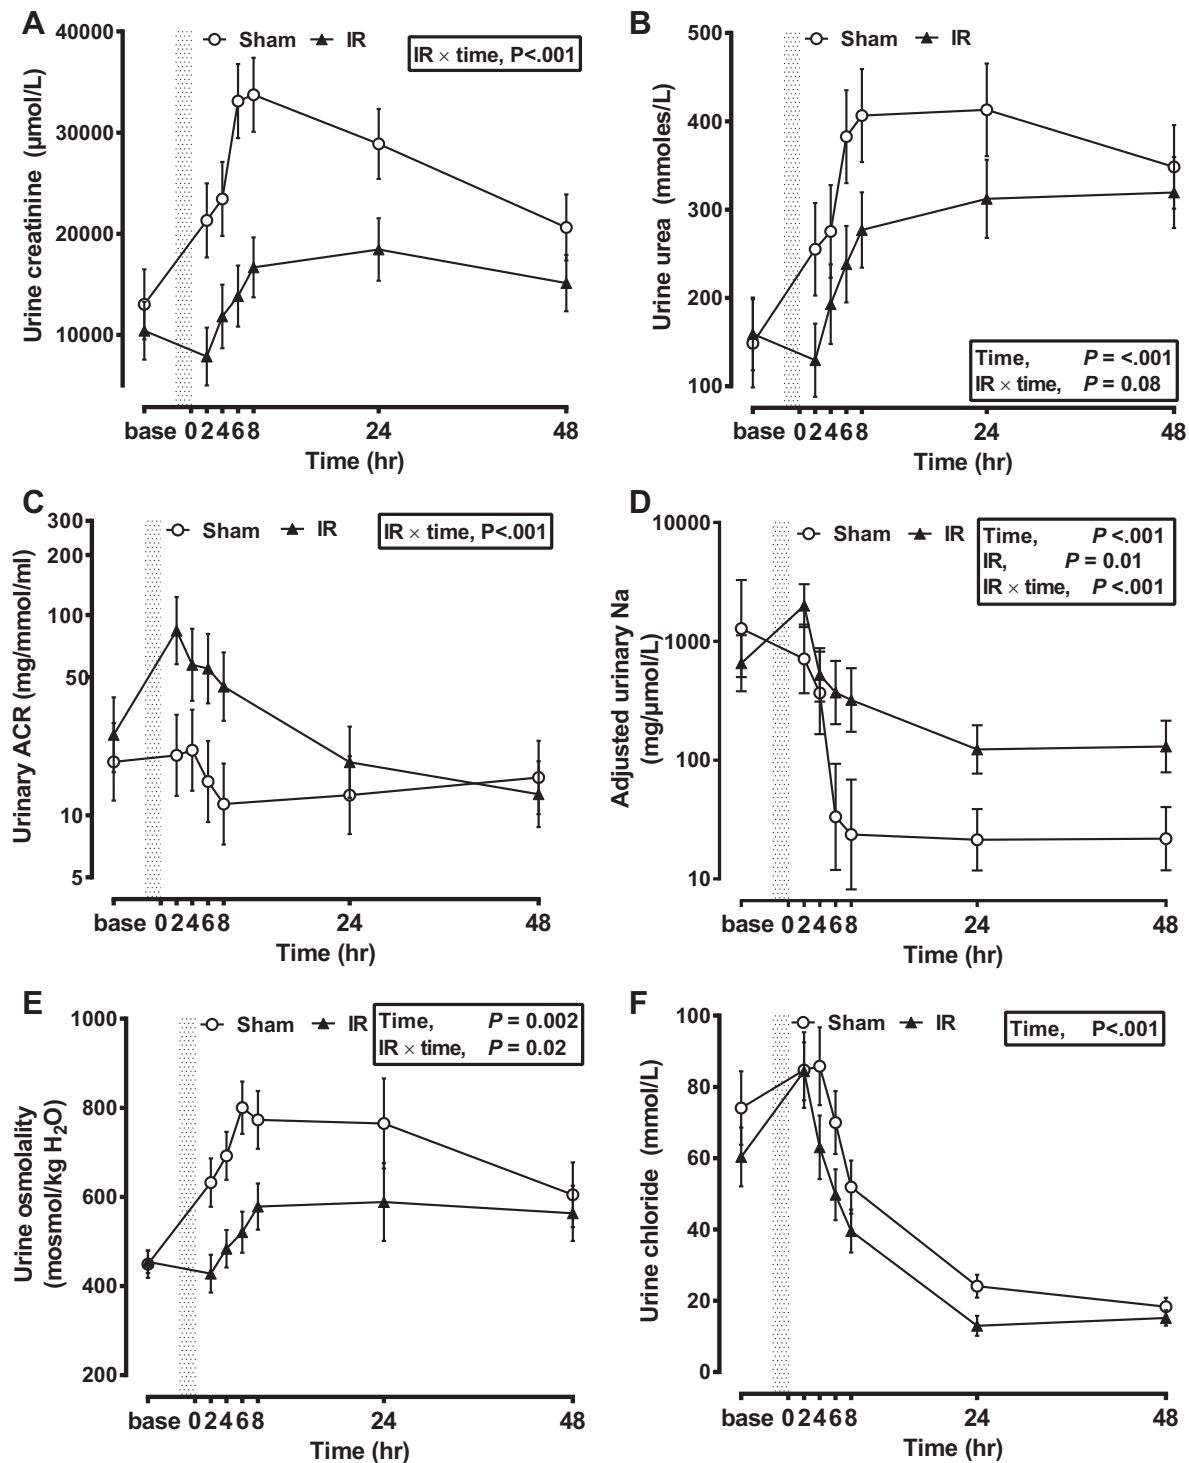 A
Urine creatinine (µmol/L)
40000
30000
20000
10000
Sham IR
IR × time, P<.001
base 0 2 4 6 8 24 48
Time (hr)
B
Urine urea (mmoles/L)
500
400
300
200
100
Sham IR
Time, P = <.001
IR × time, P = 0.08
base 0 2 4 6 8 24 48
Time (hr)
C
Urinary ACR (mg/mmol/ml)
300
200
100
50
10
5
Sham IR
IR × time, P<.001
base 0 2 4 6 8 24 48
Time (hr)
D
Adjusted urinary Na
(mg/µmol/L)
10000
1000
100
10
Sham IR
Time, P <.001
IR, P = 0.01
IR × time, P <.001
base 0 2 4 6 8 24 48
Time (hr)
E
Urine osmolality
(mosmol/kg H₂O)
1000
800
600
400
200
Sham IR
Time, P = 0.002
IR × time, P = 0.02
base 0 2 4 6 8 24 48
Time (hr)
F
Urine chloride (mmol/L)
100
80
60
40
20
0
Sham IR
Time, P<.001
base 0 2 4 6 8 24 48
Time (hr)